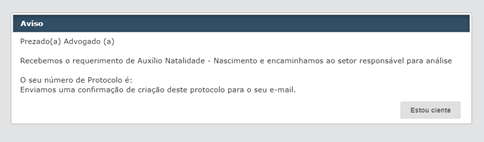 Aviso
Prezado(a) Advogado (a)
Recebemos o requerimento de Auxílio Natalidade - Nascimento e encaminhamos ao setor responsável para análise
O seu número de Protocolo é:
Enviamos uma confirmação de criação deste protocolo para o seu e-mail.
Estou ciente